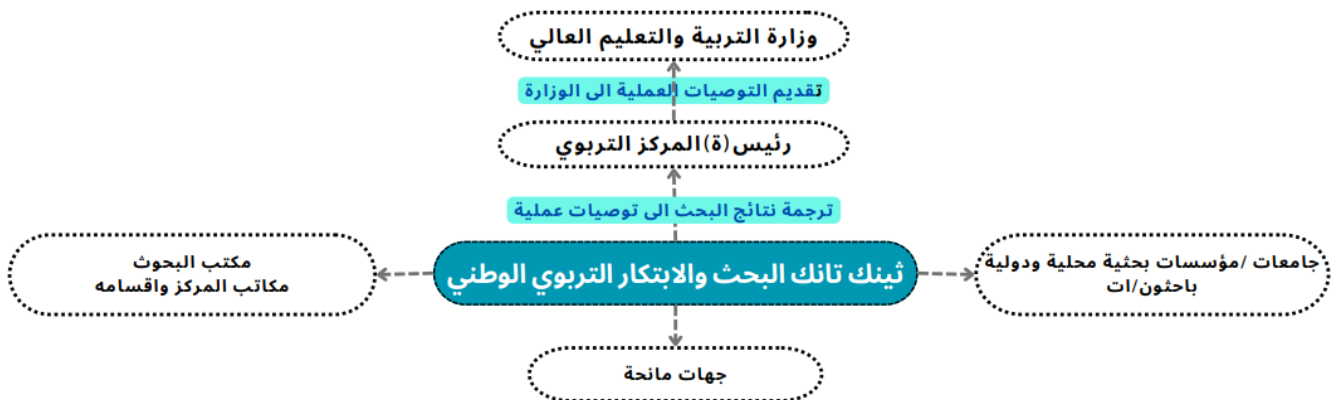 وزارة التربية والتعليم العالي
تقديم التوصيات العملية الى الوزارة
رئيس(ة)المركز التربوي
ترجمة نتائج البحث الى توصيات عملية
جامعات /مؤسسات بحثية محلية ودولية
باحثون/ات
ثينك تانك البحث والابتكار التربوي الوطني
مكتب البحوث
مكاتب المركز واقسامه
جهات مانحة